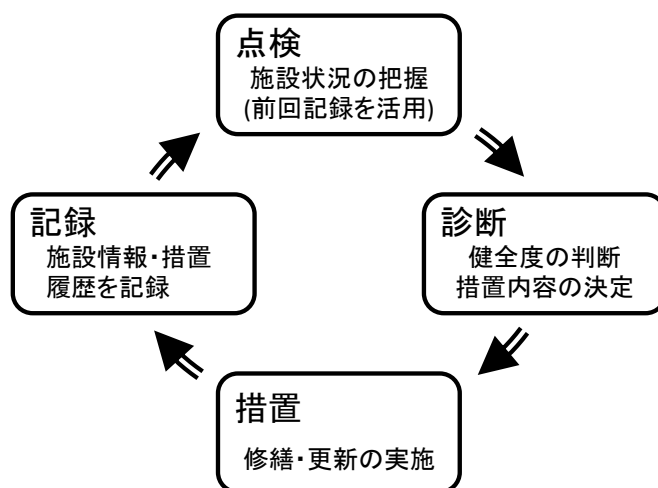 点検
施設状況の把握
(前回記録を活用)
記録
施設情報・措置
履歴を記録
診断
健全度の判断
措置内容の決定
措置
修繕・更新の実施